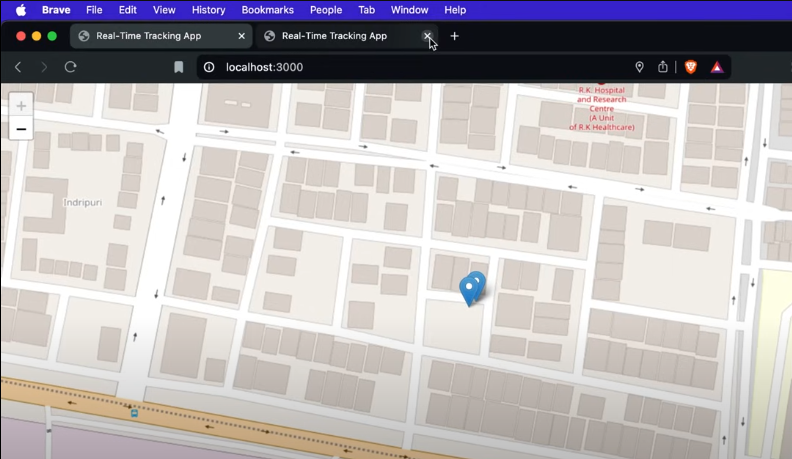 Brave File Edit View History Bookmarks People Tab Window Help
Real-Time Tracking App
Real-Time Tracking App
localhost:3000
R.K. Hospital
and Research
Centre
(A Unit
of R.K Healthcare)
Indripuri